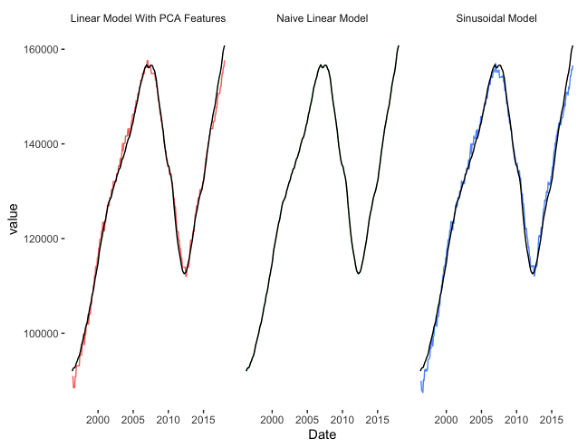 Linear Model With PCA Features Naive Linear Model Sinusoidal Model
160000
140000
120000
100000
value
2000 2005 2010 2015 2000 2005 2010 2015 2000 2005 2010 2015
Date